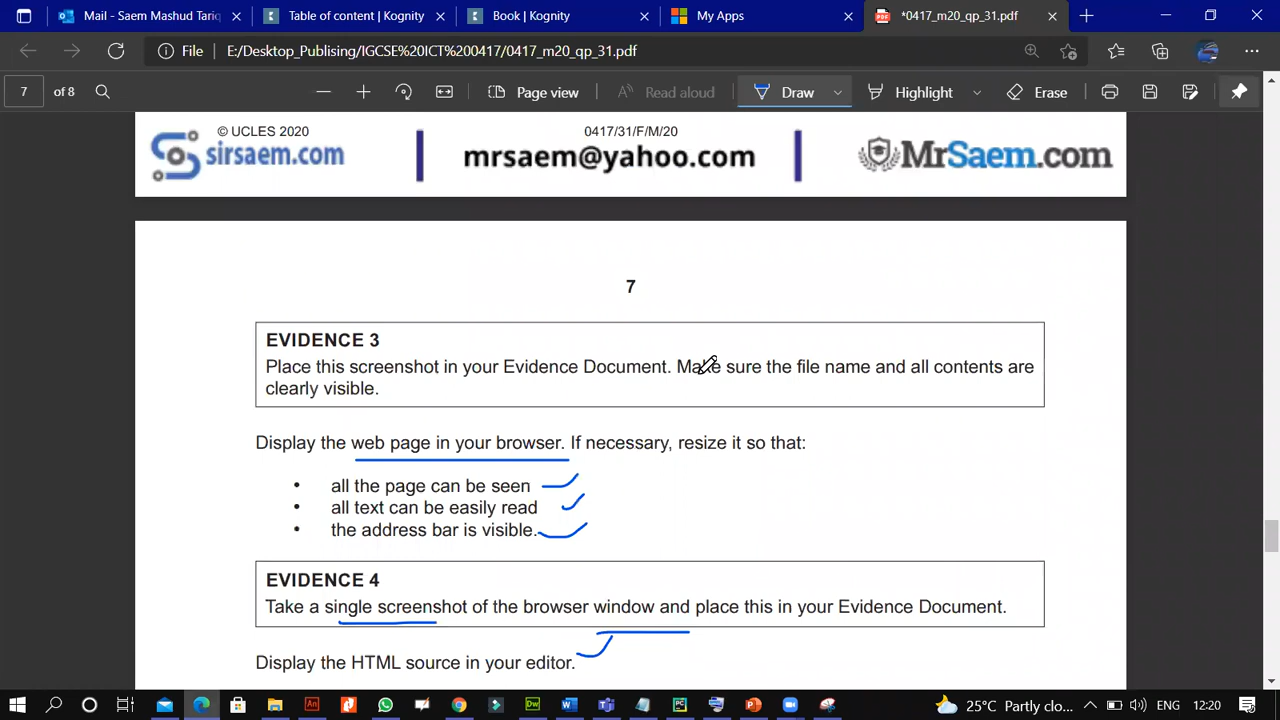 Mail - Saem Mashud Tariq
Table of content | Kognity
Book | Kognity
My Apps
*0417_m20_qp_31.pdf
File
E:/Desktop_Publising/IGCSE%20ICT%200417/0417_m20_qp_31.pdf
7
of 8
Page view
Read aloud
Draw
Highlight
Erase
© UCLES 2020
0417/31/F/M/20
sirsaem.com
mrsaem@yahoo.com
MrSaem.com
7
EVIDENCE 3
Place this screenshot in your Evidence Document. Make sure the file name and all contents are
clearly visible.
Display the web page in your browser. If necessary, resize it so that:
• all the page can be seen
• all text can be easily read
• the address bar is visible.
EVIDENCE 4
Take a single screenshot of the browser window and place this in your Evidence Document.
Display the HTML source in your editor.
25°C Partly clo...
ENG
12:20